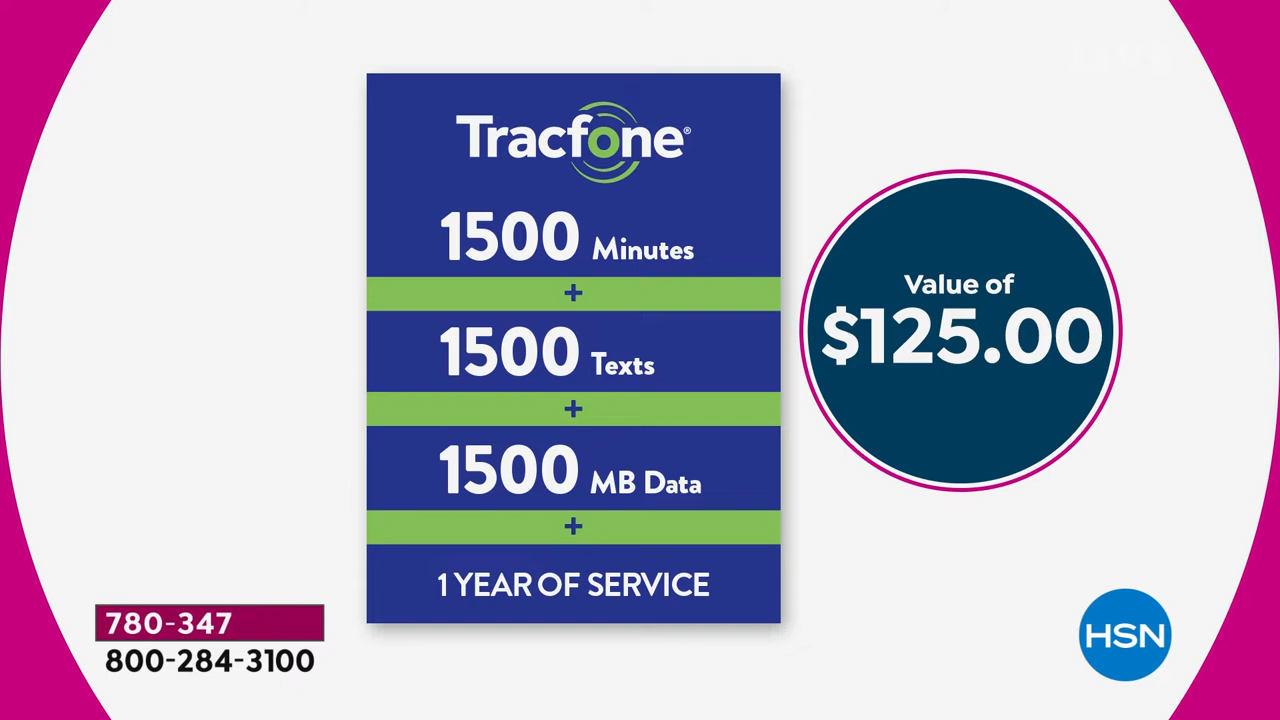 Tracfone®
1500 Minutes
+
1500 Texts
+
1500 MB Data
+
1 YEAR OF SERVICE
Value of
$125.00
780-347
800-284-3100
HSN